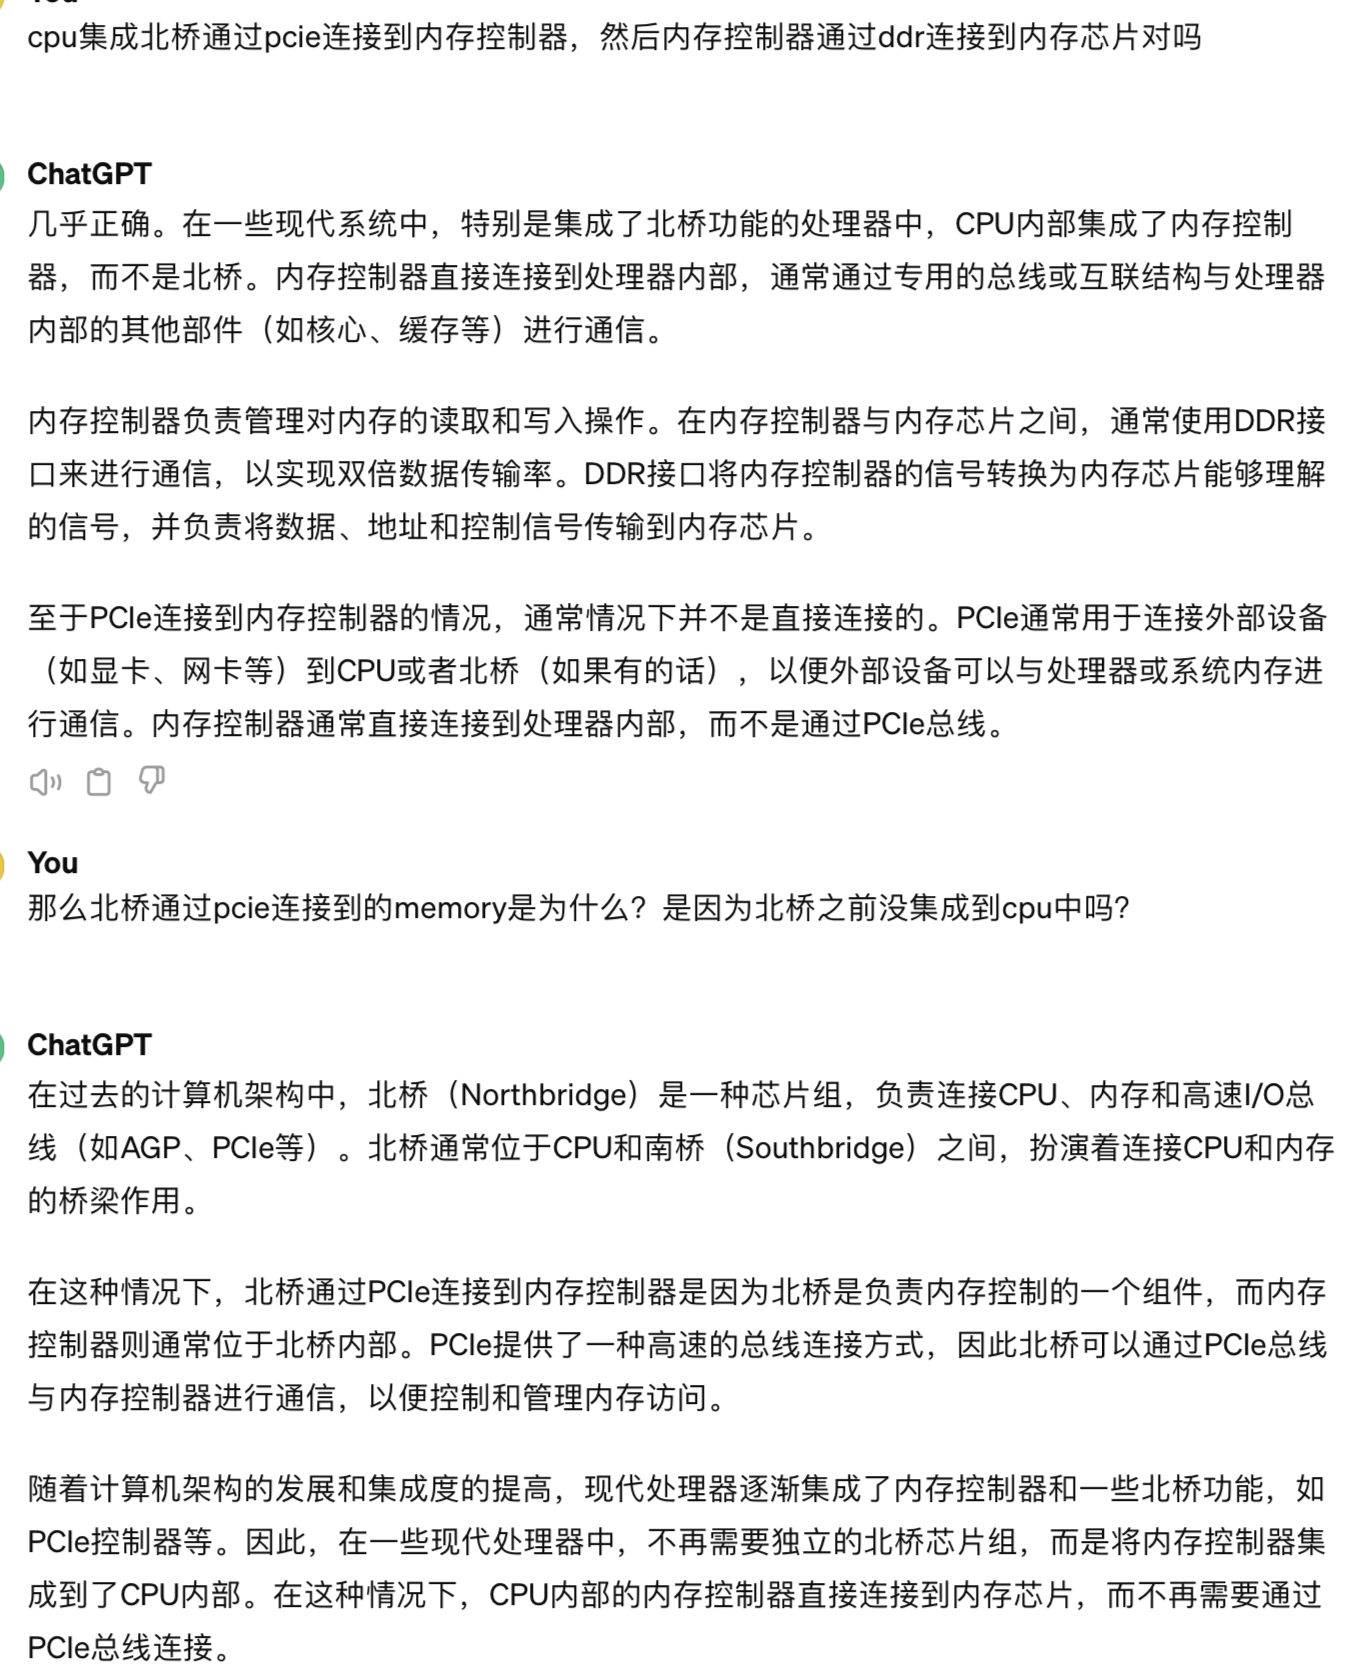 You
cpu集成北桥通过pcie连接到内存控制器，然后内存控制器通过ddr连接到内存芯片对吗
ChatGPT
几乎正确。在一些现代系统中，特别是集成了北桥功能的处理器中，CPU内部集成了内存控制
器，而不是北桥。内存控制器直接连接到处理器内部，通常通过专用的总线或互联结构与处理器
内部的其他部件（如核心、缓存等）进行通信。
内存控制器负责管理对内存的读取和写入操作。在内存控制器与内存芯片之间，通常使用DDR接
口来进行通信，以实现双倍数据传输率。DDR接口将内存控制器的信号转换为内存芯片能够理解
的信号，并负责将数据、地址和控制信号传输到内存芯片。
至于PCIe连接到内存控制器的情况，通常情况下并不是直接连接的。PCIe通常用于连接外部设备
（如显卡、网卡等）到CPU或者北桥（如果有的话），以便外部设备可以与处理器或系统内存进
行通信。内存控制器通常直接连接到处理器内部，而不是通过PCIe总线。
You
那么北桥通过pcie连接到的memory是为什么？是因为北桥之前没集成到cpu中吗？
ChatGPT
在过去的计算机架构中，北桥（Northbridge）是一种芯片组，负责连接CPU、内存和高速I/O总
线（如AGP、PCIe等）。北桥通常位于CPU和南桥（Southbridge）之间，扮演着连接CPU和内存
的桥梁作用。
在这种情况下，北桥通过PCIe连接到内存控制器是因为北桥是负责内存控制的一个组件，而内存
控制器则通常位于北桥内部。PCIe提供了一种高速的总线连接方式，因此北桥可以通过PCIe总线
与内存控制器进行通信，以便控制和管理内存访问。
随着计算机架构的发展和集成度的提高，现代处理器逐渐集成了内存控制器和一些北桥功能，如
PCIe控制器等。因此，在一些现代处理器中，不再需要独立的北桥芯片组，而是将内存控制器集
成到了CPU内部。在这种情况下，CPU内部的内存控制器直接连接到内存芯片，而不再需要通过
PCIe总线连接。